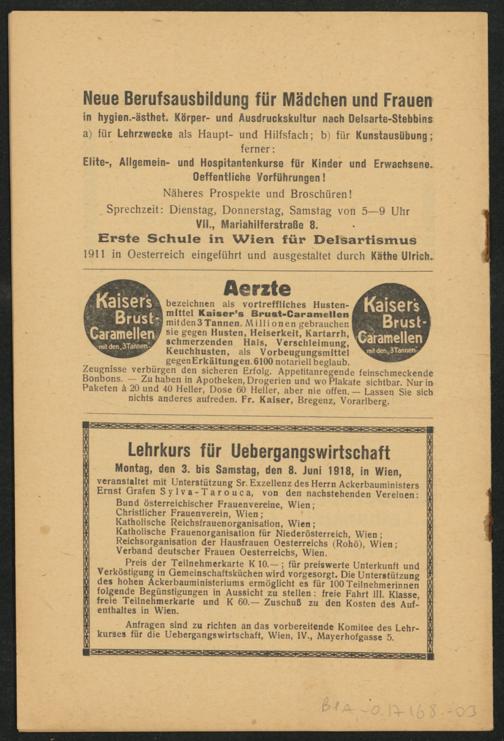 Neue Berufsausbildung für Mädchen und Frauen
in hygien.-ästhet. Körper- und Ausdruckskultur nach Delsarte-Stebbins
a) für Lehrzwecke als Haupt- und Hilfsfach; b) für Kunstausübung;
ferner:
Elite-, Allgemein- und Hospitantenkurse für Kinder und Erwachsene.
Oeffentliche Vorführungen!
Näheres Prospekte und Broschüren!
Sprechzeit: Dienstag, Donnerstag, Samstag von 5—9 Uhr
VII., Mariahilferstraße 8.
Erste Schule in Wien für Delsartismus
1911 in Oesterreich eingeführt und ausgestaltet durch Käthe Ulrich.
Kaiser's
Brust-
Caramellen
mit den „3 Tannen.“
Aerzte
bezeichnen als vortreffliches Husten-
mittel Kaiser's Brust-Caramellen
mit den 3 Tannen. Millionen gebrauchen
sie gegen Husten, Heiserkeit, Kartarrh,
schmerzenden Hals, Verschleimung,
Keuchhusten, als Vorbeugungsmittel
gegen Erkältungen. 6100 notariell beglaub.
Zeugnisse verbürgen den sicheren Erfolg. Appetitanregende feinschmeckende
Bonbons. — Zu haben in Apotheken, Drogerien und wo Plakate sichtbar. Nur in
Paketen à 20 und 40 Heller, Dose 60 Heller, aber nie offen. — Lassen Sie sich
nichts anderes aufreden. Fr. Kaiser, Bregenz, Vorarlberg.
Kaiser's
Brust-
Caramellen
mit den „3 Tannen.“
Lehrkurs für Uebergangswirtschaft
Montag, den 3. bis Samstag, den 8. Juni 1918, in Wien,
veranstaltet mit Unterstützung Sr. Exzellenz des Herrn Ackerbauministers
Ernst Grafen Sylva-Tarouca, von den nachstehenden Vereinen:
Bund österreichischer Frauenvereine, Wien;
Christlicher Frauenverein, Wien;
Katholische Reichsfrauenorganisation, Wien;
Katholische Frauenorganisation für Niederösterreich, Wien;
Reichsorganisation der Hausfrauen Oesterreichs (Rohö), Wien;
Verband deutscher Frauen Oesterreichs, Wien.
Preis der Teilnehmerkarte K 10.—; für preiswerte Unterkunft und
Verköstigung in Gemeinschaftsküchen wird vorgesorgt. Die Unterstützung
des hohen Ackerbauministeriums ermöglicht es für 100 Teilnehmerinnen
folgende Begünstigungen in Aussicht zu stellen: freie Fahrt III. Klasse,
freie Teilnehmerkarte und K 60.— Zuschuß zu den Kosten des Auf-
enthaltes in Wien.
Anfragen sind zu richten an das vorbereitende Komitee des Lehr-
kurses für die Uebergangswirtschaft, Wien, IV., Mayerhofgasse 5.